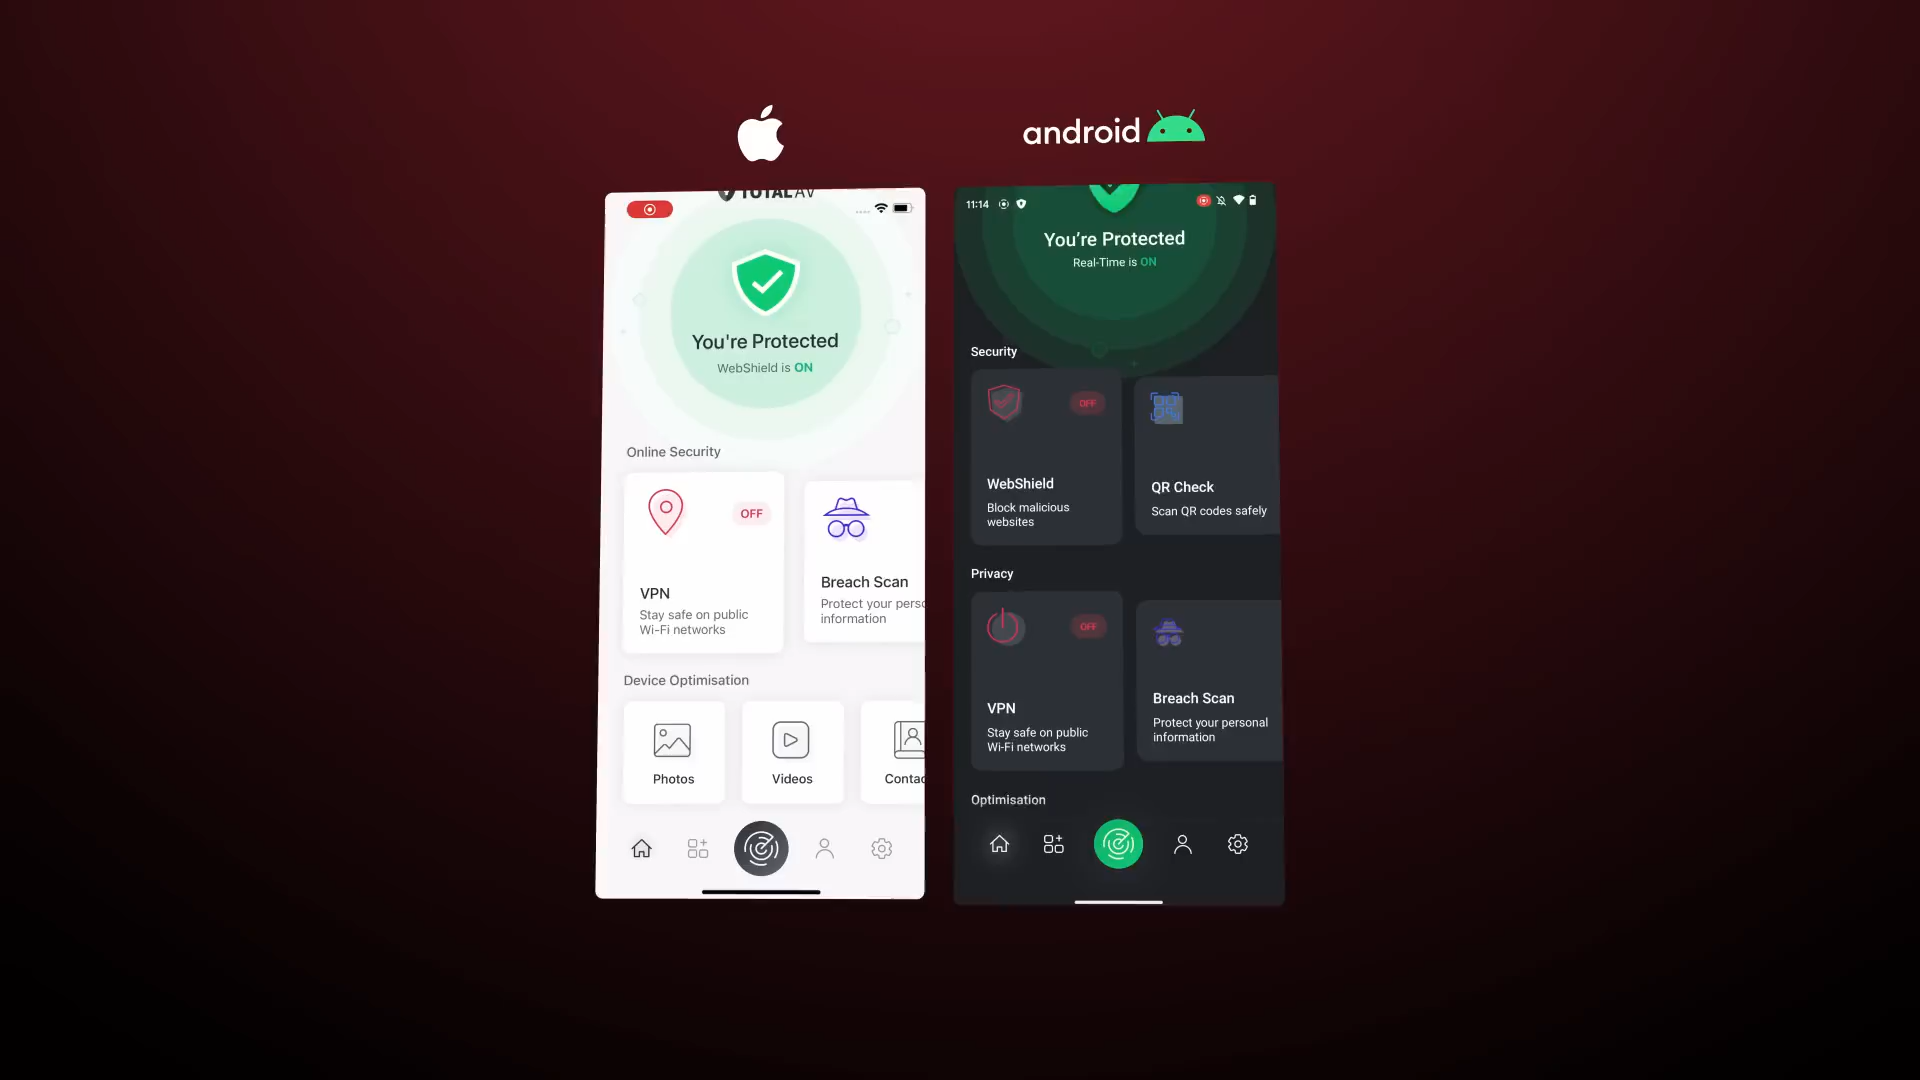 android
TOTAL AV
You're Protected
WebShield is ON
Online Security
OFF
VPN
Stay safe on public
Wi-Fi networks
Breach Scan
Protect your perso
information
Device Optimisation
Photos
Videos
Contac
11:14
You're Protected
Real-Time is ON
Security
OFF
WebShield
Block malicious
websites
QR Check
Scan QR codes safely
Privacy
OFF
VPN
Stay safe on public
Wi-Fi networks
Breach Scan
Protect your personal
information
Optimisation